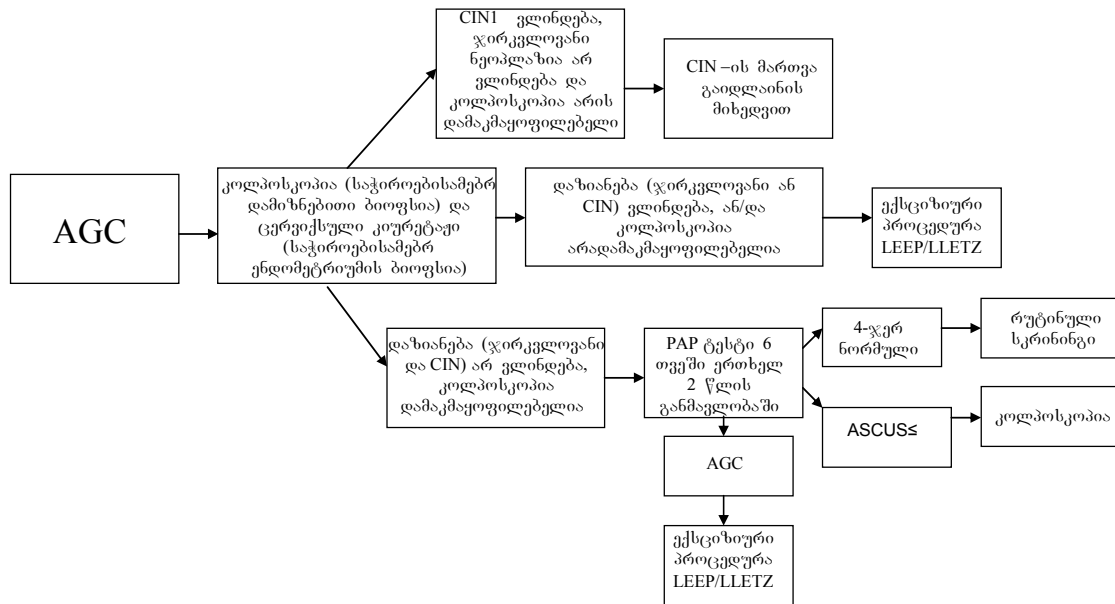 CIN1 ვლინდება,
ჯირკვლოვანი
ნეოპლაზია არ
ვლინდება და
კოლპოსკოპია არის
დამაკმაყოფილებელი
CIN –ის მართვა
გაიდლაინის
მიხედვით
AGC
კოლპოსკოპია (საჭიროებისამებრ
დამიზნებითი ბიოფსია) და
ცერვიქსული კიურეტაჟი
(საჭიროებისამებრ
ენდომეტრიუმის ბიოფსია)
დაზიანება (ჯირკვლოვანი ან
CIN) ვლინდება, ან/და
კოლპოსკოპია
არადამაკმაყოფილებელია
ექსციზიური
პროცედურა
LEEP/LLETZ
დაზიანება (ჯირკვლოვანი
და CIN) არ ვლინდება,
კოლპოსკოპია
დამაკმაყოფილებელია
PAP ტესტი 6
თვეში ერთხელ
2 წლის
განმავლობაში
4-ჯერ
ნორმული
რუტინული
სკრინინგი
ASCUS≤
კოლპოსკოპია
AGC
ექსციზიური
პროცედურა
LEEP/LLETZ